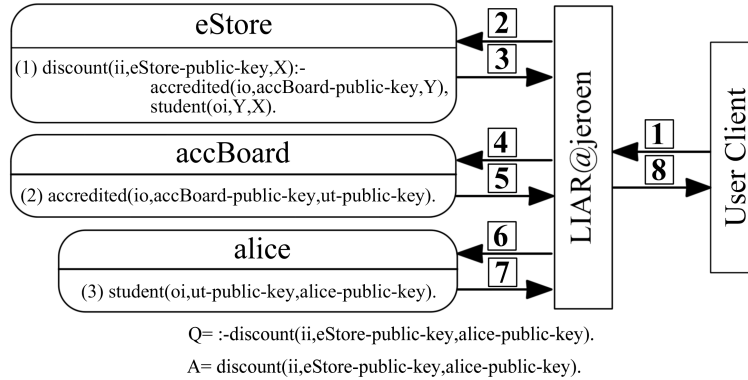 eStore
(1) discount(ii,eStore-public-key,X):-
accredited(io,accBoard-public-key,Y),
student(oi,Y,X).
2
3
accBoard
(2) accredited(io,accBoard-public-key,ut-public-key).
4
5
alice
(3) student(oi,ut-public-key,alice-public-key).
6
7
LIAR@jeroen
1
8
User Client
Q= :-discount(ii,eStore-public-key,alice-public-key).
A= discount(ii,eStore-public-key,alice-public-key).